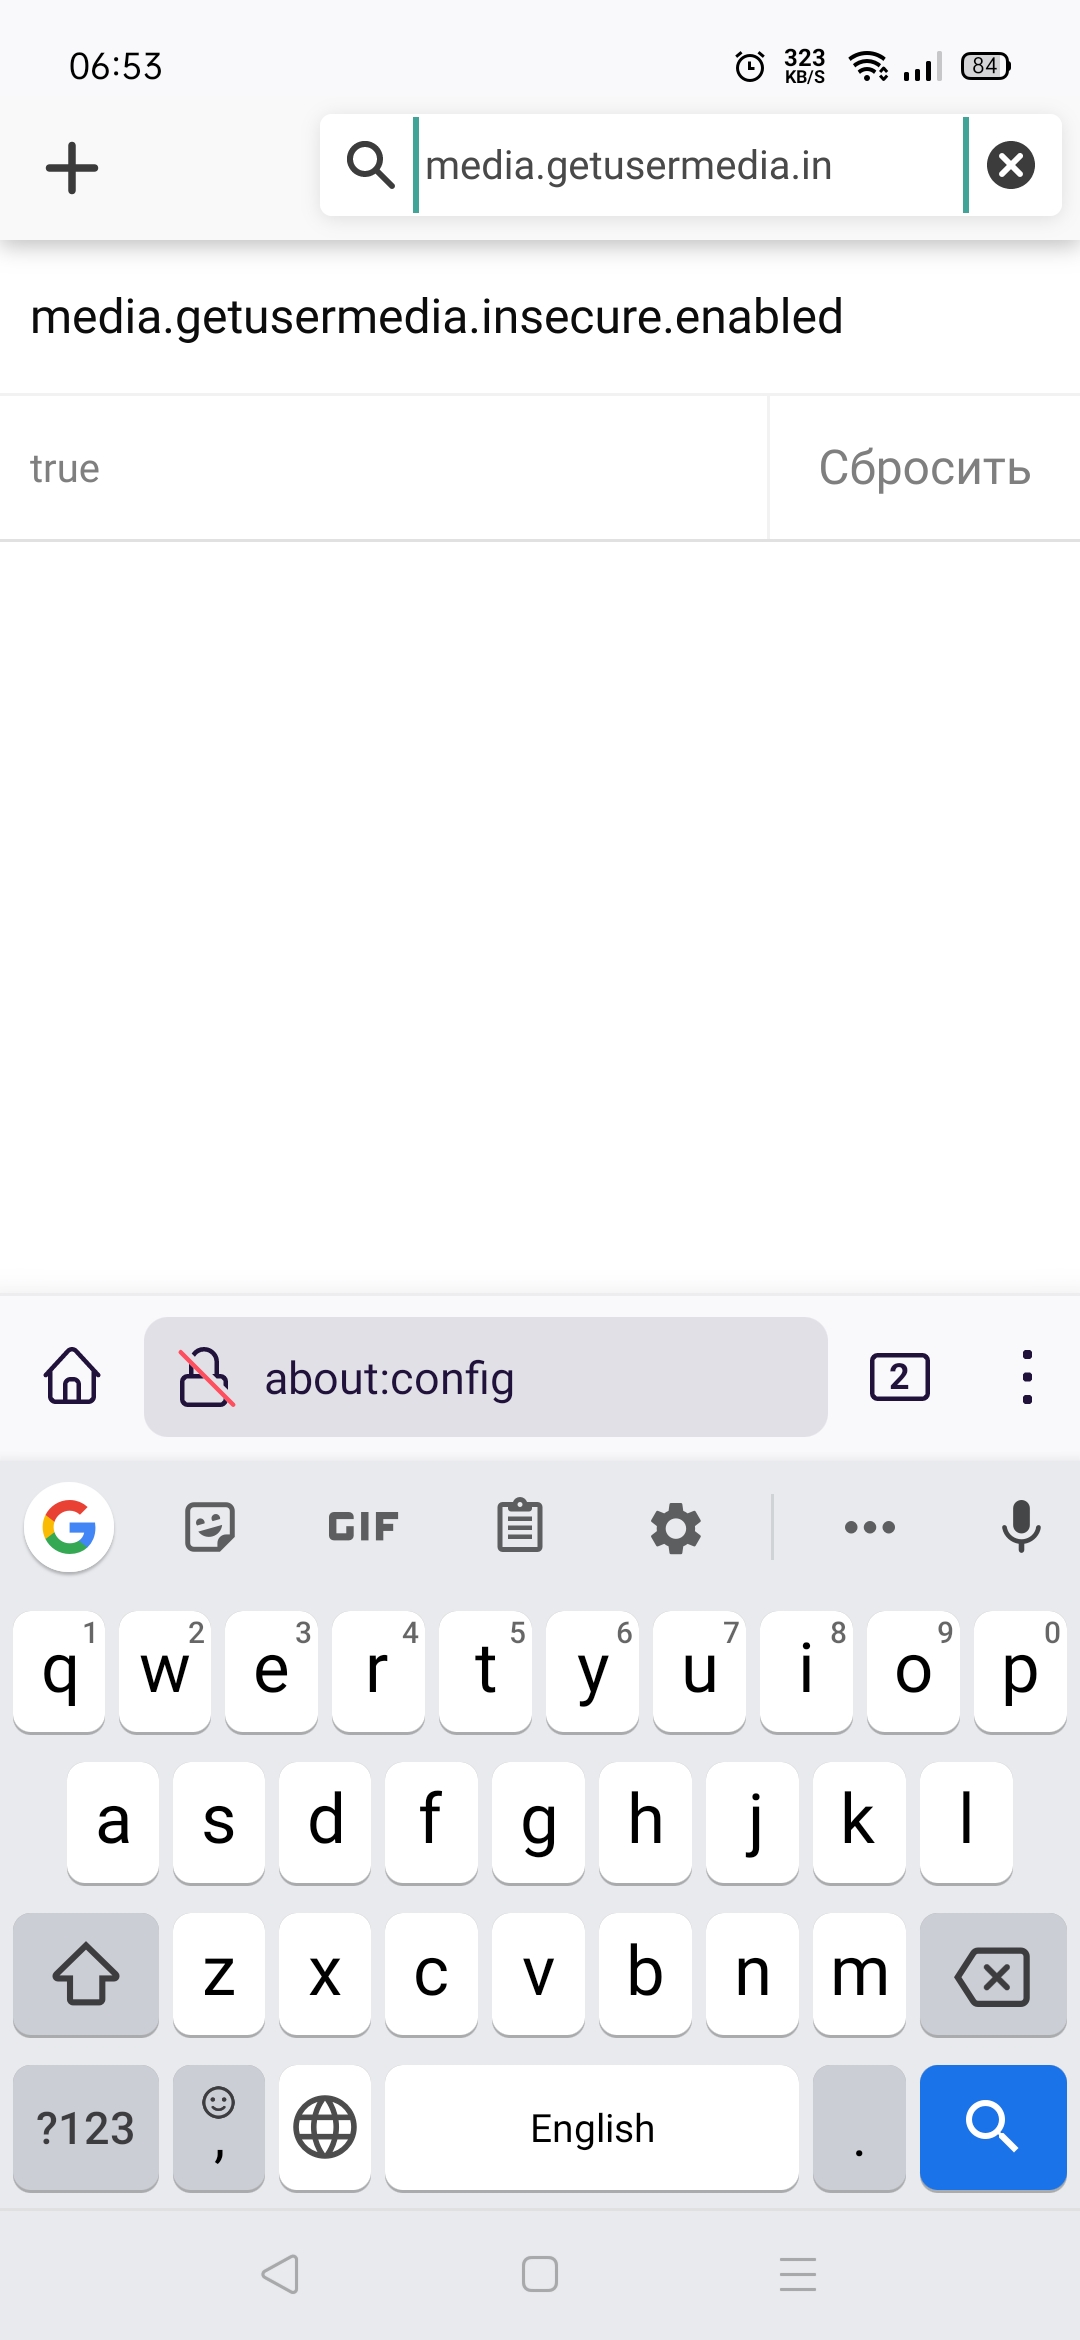 06:53
323
KB/S
84
media.getusermedia.in
media.getusermedia.insecure.enabled
true
Сбросить
about:config
2
G
GIF
1 2 3 4 5 6 7 8 9 0
q w e r t y u i o p
a s d f g h j k l
z x c v b n m
?123 , English .